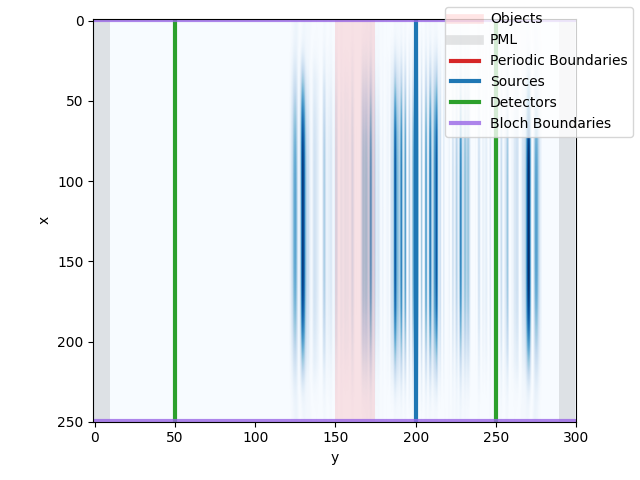 Objects
PML
Periodic Boundaries
Sources
Detectors
Bloch Boundaries
0
50
100
150
200
250
x
0
50
100
150
200
250
300
y